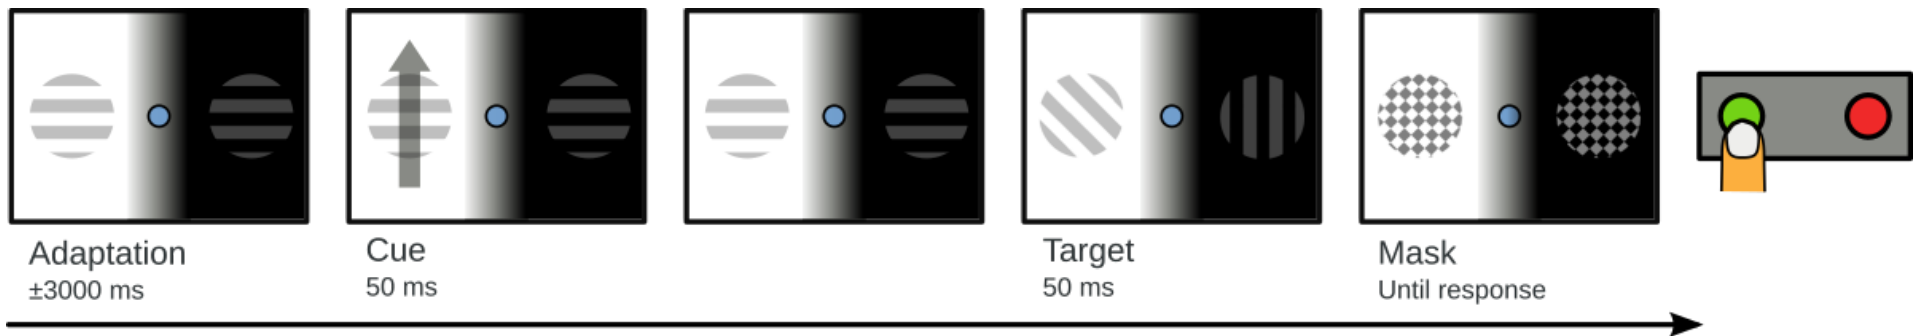 Adaptation
±3000 ms
Cue
50 ms
Target
50 ms
Mask
Until response